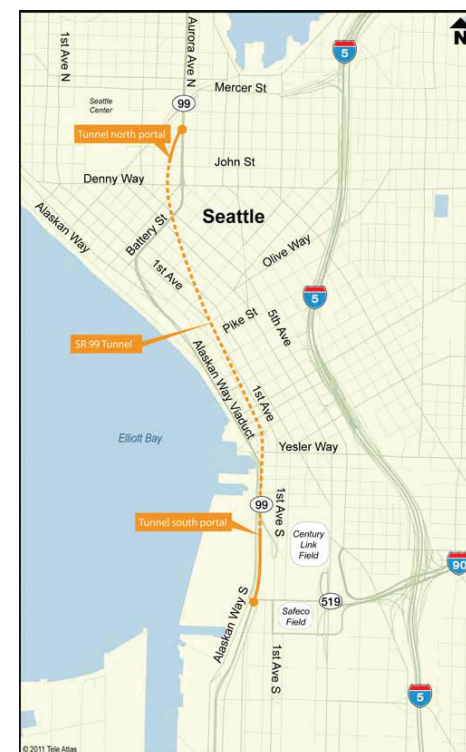 1st Ave N
Aurora Ave N
N
5
99
Mercer St
Seattle
Center
Tunnel north portal
John St
Denny Way
Alaskan Way
Battery St
Seattle
Olive Way
1st Ave
5
Pike St
5th Ave
SR 99 Tunnel
Alaskan Way Viaduct
1st Ave
Elliott Bay
Yesler Way
99
1st Ave S
Tunnel south portal
Century
Link
Field
90
Alaskan Way S
519
Safeco
Field
1st Ave S
5
© 2011 Tele Atlas